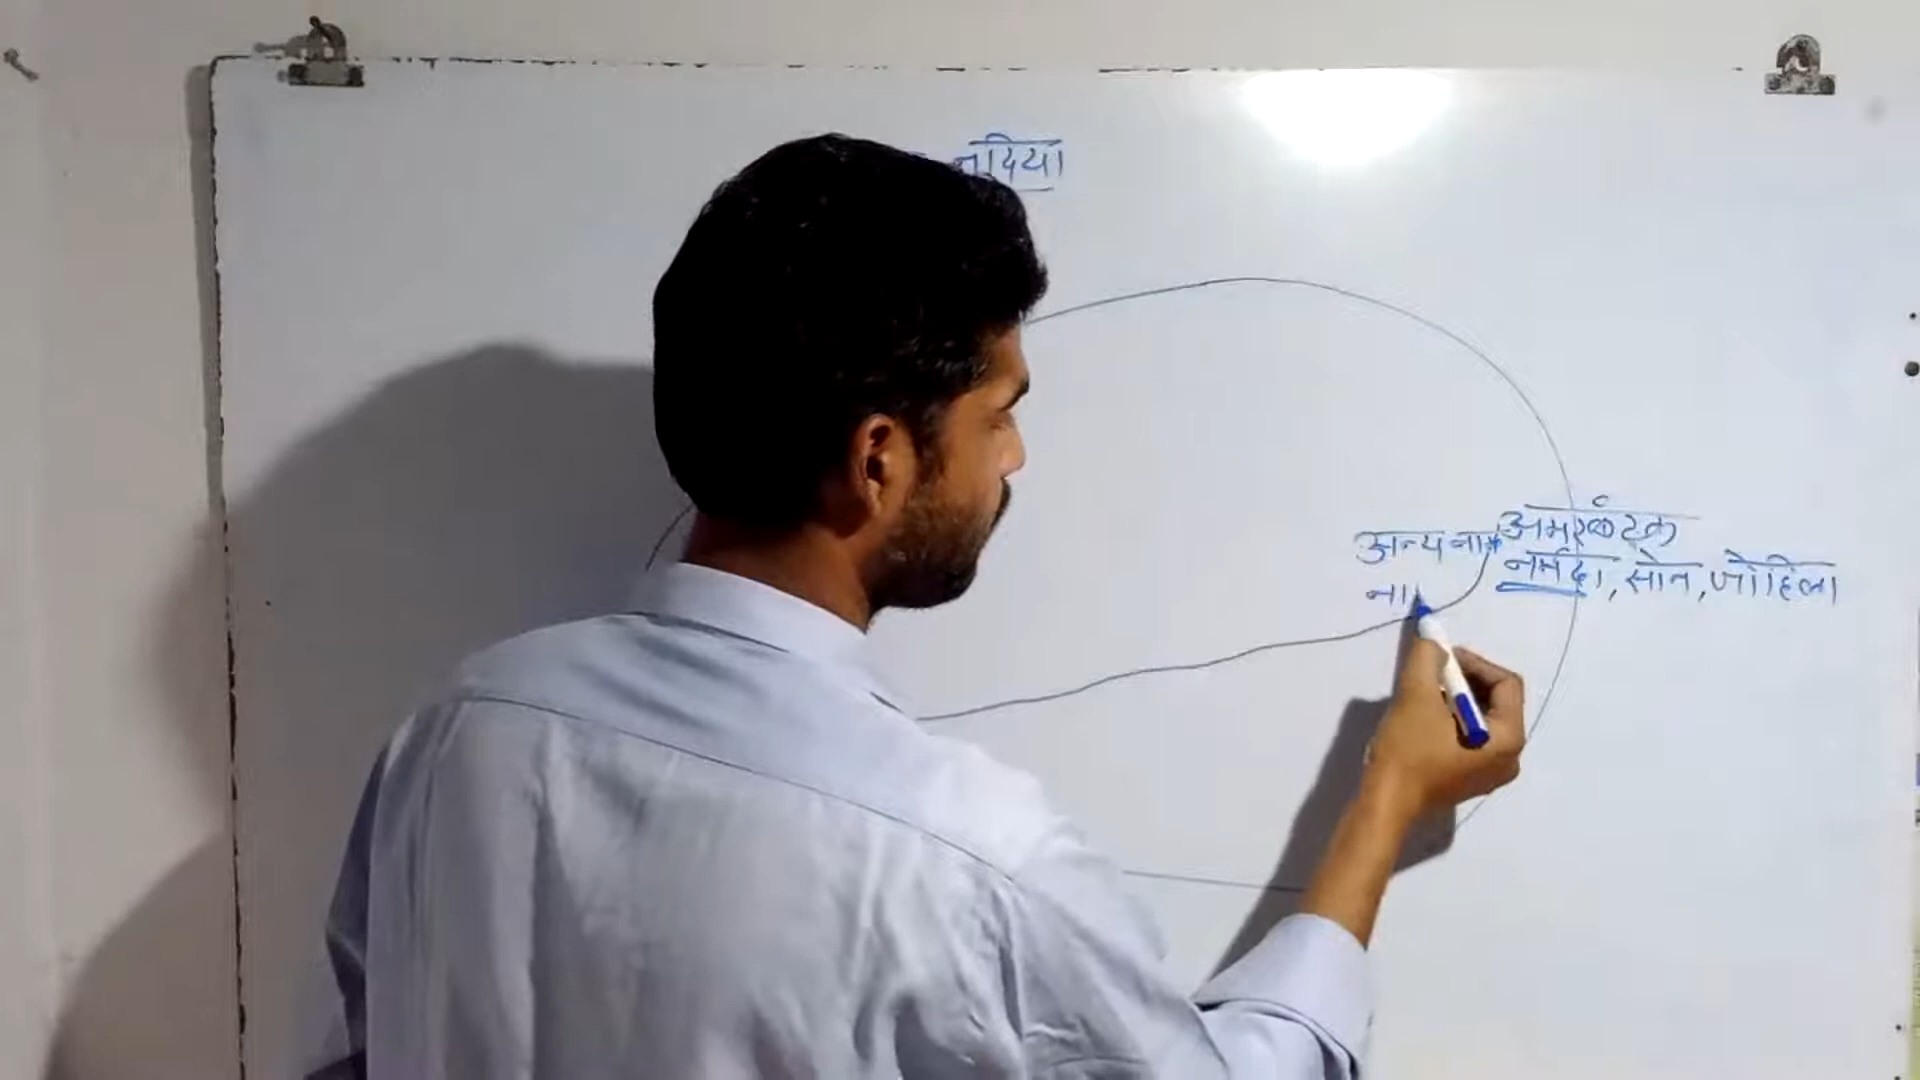 नदिया
अमरकंटक
अन्य नाम
नर्मदा, सोन, जोहिला
ना